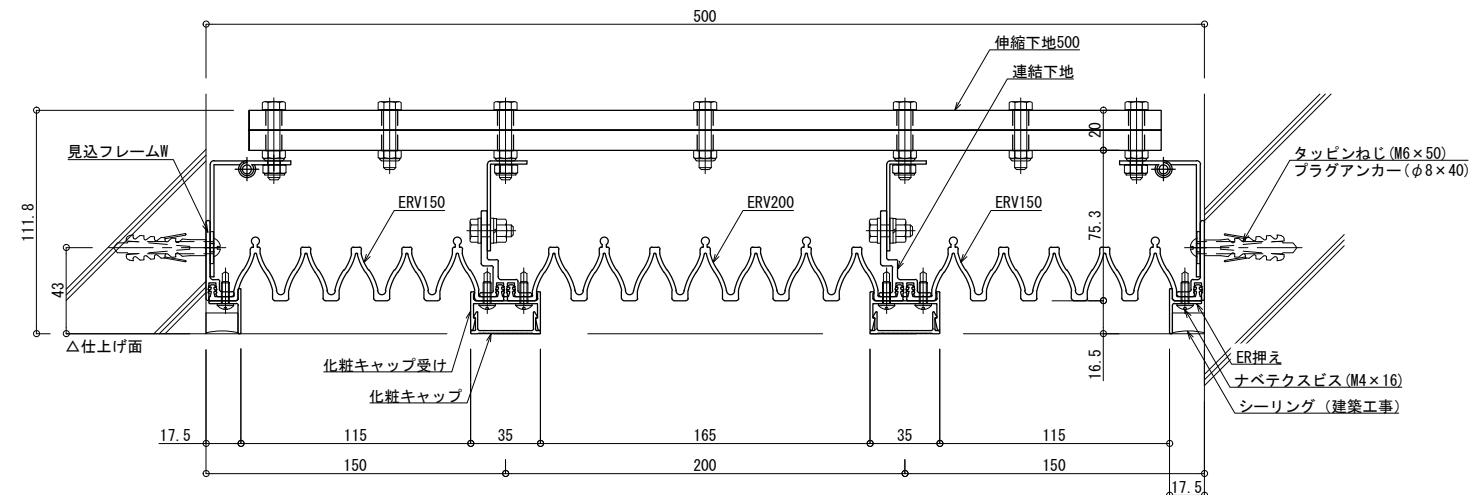 500
伸縮下地500
連結下地
見込フレームW
20
タッピンねじ(M6×50)
プラグアンカー(φ8×40)
ERV150
ERV200
ERV150
111.8
75.3
43
△仕上げ面
16.5
化粧キャップ受け
化粧キャップ
ER押え
ナベテクスビス(M4×16)
シーリング（建築工事）
17.5
115
35
165
35
115
150
200
150
17.5